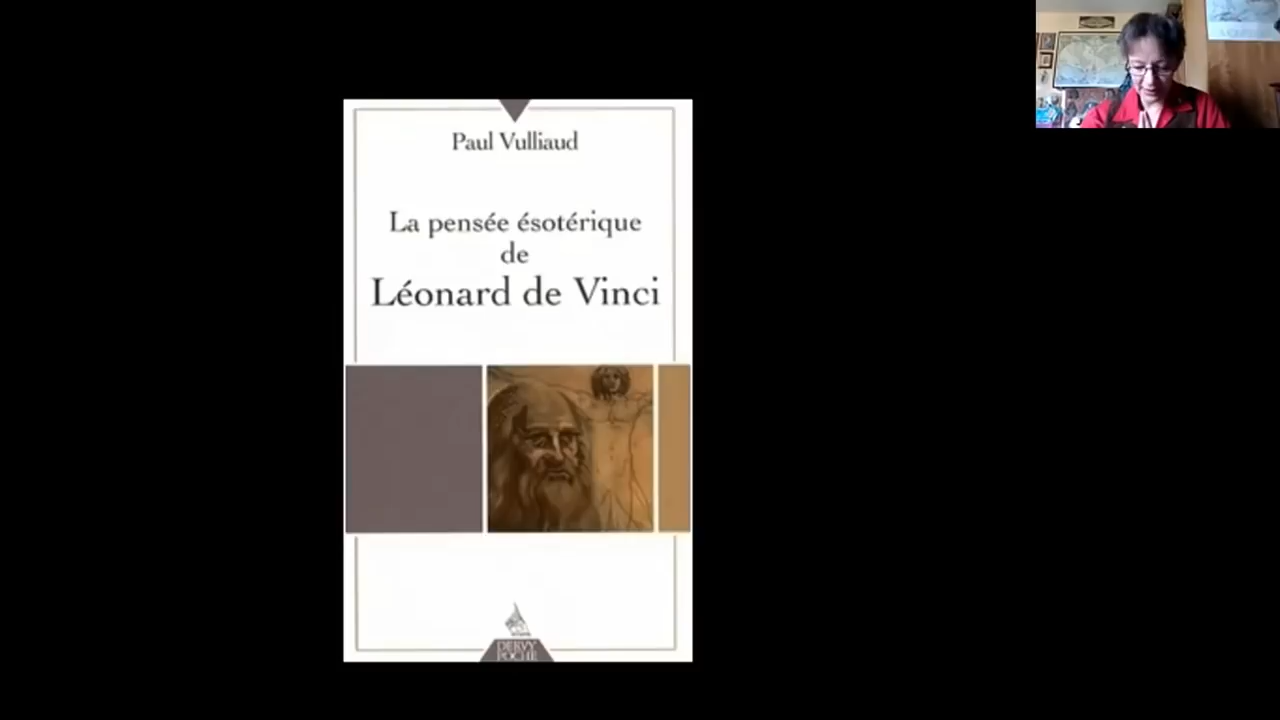 Paul Vulliaud
La pensée ésotérique
de
Léonard de Vinci
DERVY
POCHE